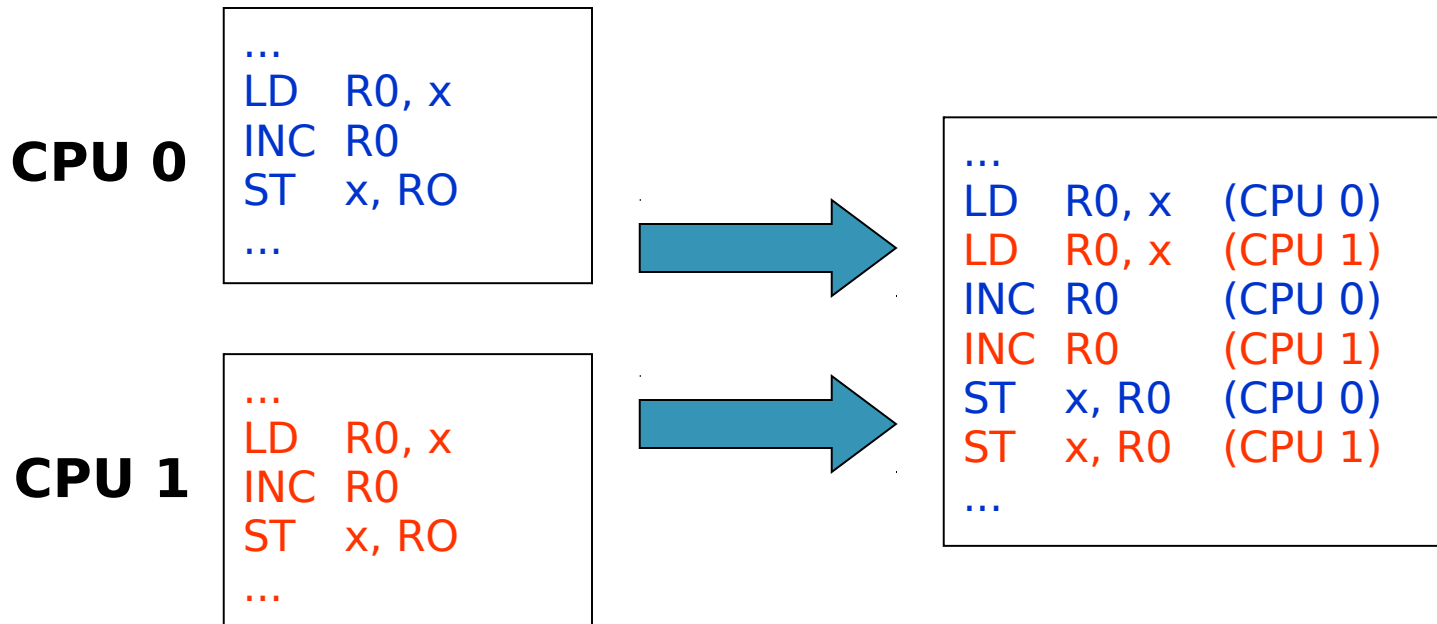 CPU 0
...
LD R0, x
INC R0
ST x, RO
...
CPU 1
...
LD R0, x
INC R0
ST x, RO
...
...
LD R0, x (CPU 0)
LD R0, x (CPU 1)
INC R0 (CPU 0)
INC R0 (CPU 1)
ST x, R0 (CPU 0)
ST x, R0 (CPU 1)
...